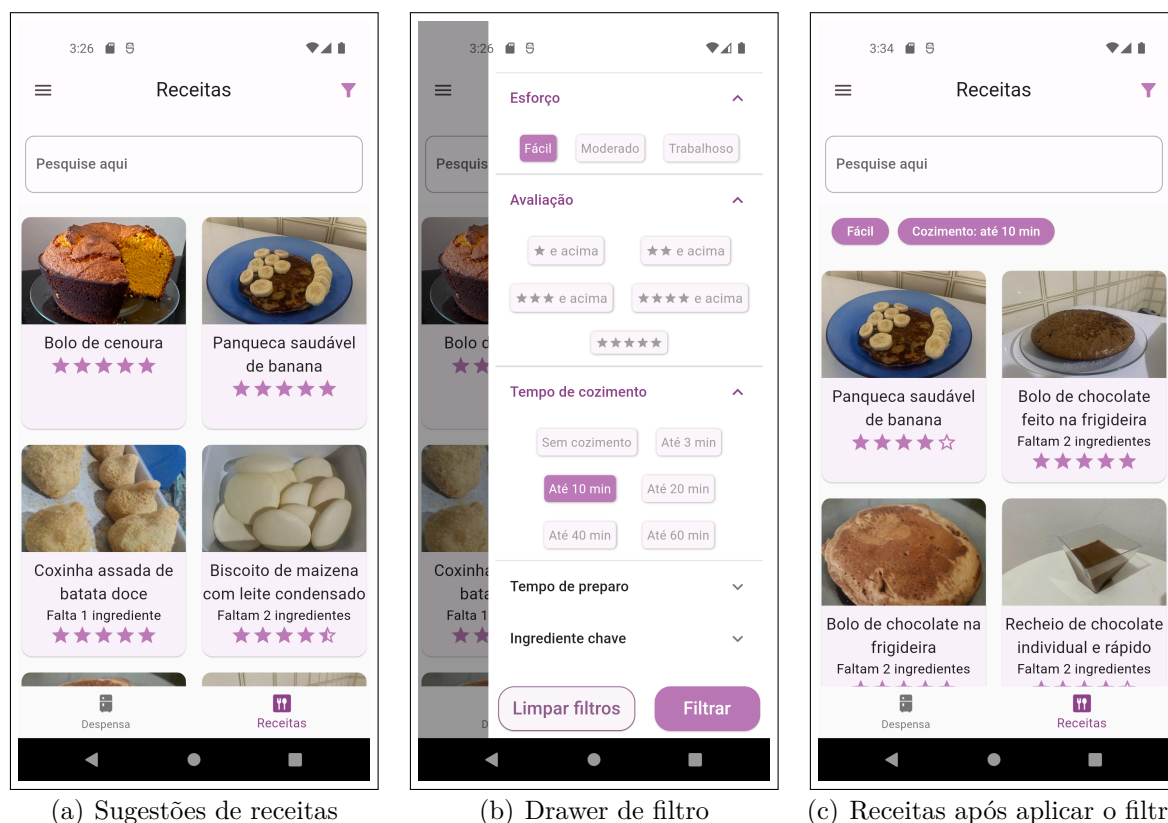 3:26
Receitas
Pesquise aqui
Bolo de cenoura
Panqueca saudável
de banana
Coxinha assada de
batata doce
Falta 1 ingrediente
Biscoito de maizena
com leite condensado
Faltam 2 ingredientes
Despensa
Receitas
(a) Sugestões de receitas
3:26
Pesquis
Bolo d
Coxinha
bata
Falta 1
D
Esforço
Fácil Moderado Trabalhoso
Avaliação
★ e acima ★★ e acima
★★★ e acima ★★★★ e acima
★★★★★
Tempo de cozimento
Sem cozimento Até 3 min
Até 10 min Até 20 min
Até 40 min Até 60 min
Tempo de preparo
Ingrediente chave
Limpar filtros Filtrar
(b) Drawer de filtro
3:34
Receitas
Pesquise aqui
Fácil Cozimento: até 10 min
Panqueca saudável
de banana
Bolo de chocolate
feito na frigideira
Faltam 2 ingredientes
Bolo de chocolate na
frigideira
Faltam 2 ingredientes
Recheio de chocolate
individual e rápido
Faltam 2 ingredientes
Despensa
Receitas
(c) Receitas após aplicar o filtr